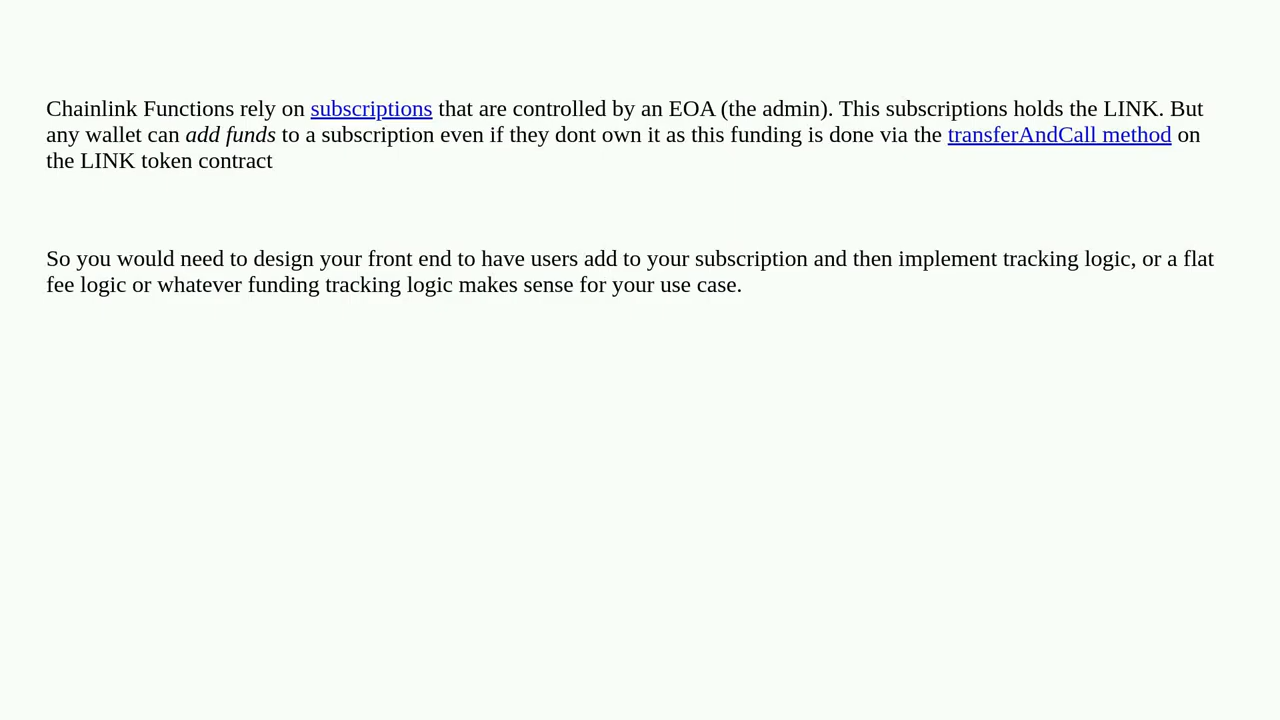 Chainlink Functions rely on subscriptions that are controlled by an EOA (the admin). This subscriptions holds the LINK. But
any wallet can add funds to a subscription even if they dont own it as this funding is done via the transferAndCall method on
the LINK token contract
So you would need to design your front end to have users add to your subscription and then implement tracking logic, or a flat
fee logic or whatever funding tracking logic makes sense for your use case.